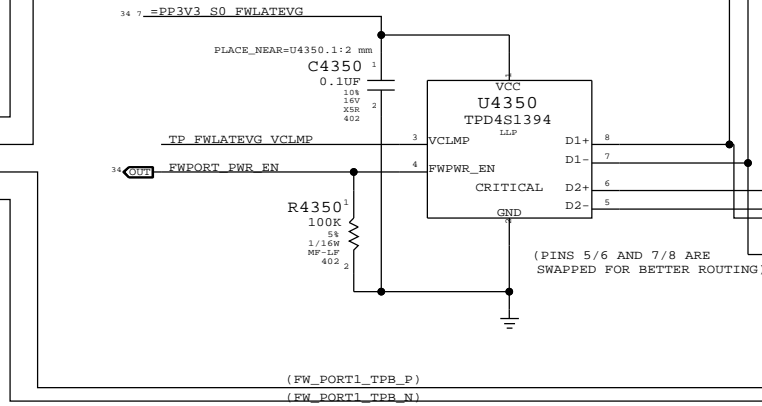 34 7 =PP3V3_S0_FWLATEVG
PLACE_NEAR=U4350.1:2 mm
C4350 1
0.1UF
10%
16V
X5R
402
2
1
VCC
U4350
TPD4S1394
LLP
TP_FWLATEVG_VCLMP 3 VCLMP
D1+ 8
D1- 7
34 OUT FWPORT_PWR_EN 4 FWPWR_EN
CRITICAL
D2+ 6
D2- 5
GND
2
R4350 1
100K
5%
1/16W
MF-LF
402 2
(PINS 5/6 AND 7/8 ARE
SWAPPED FOR BETTER ROUTING)
(FW_PORT1_TPB_P)
(FW_PORT1_TPB_N)